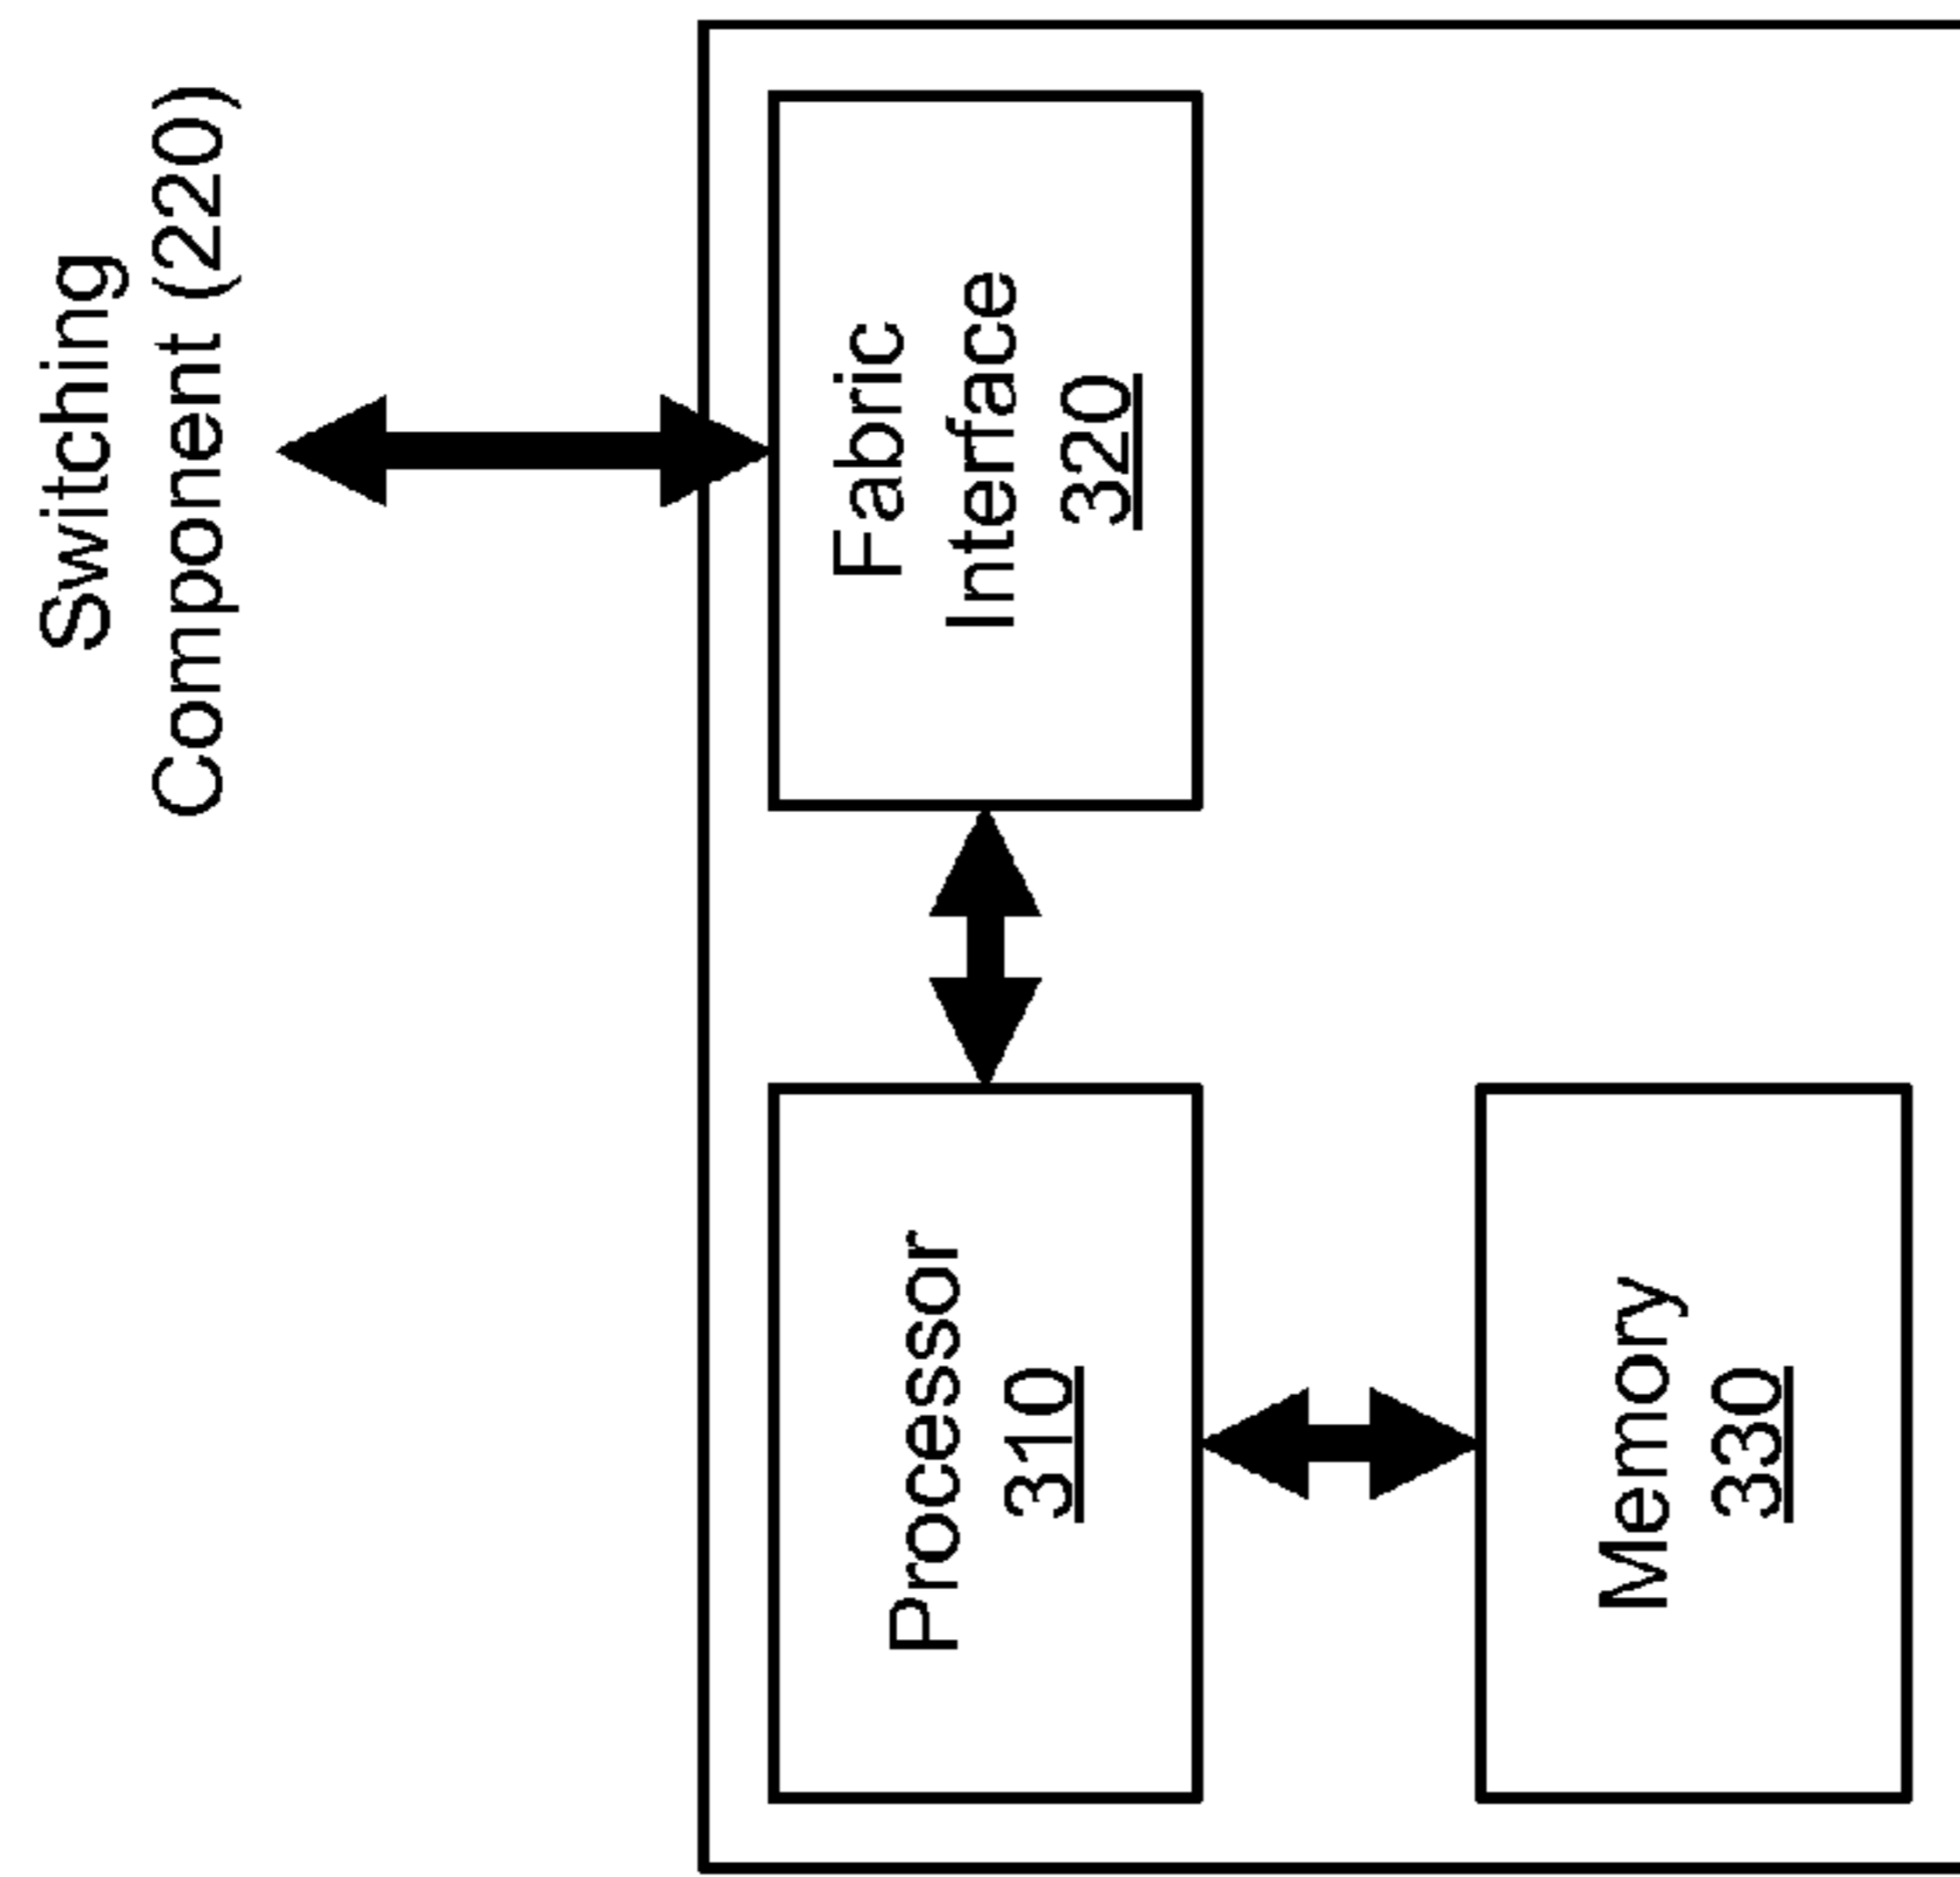 Switching
Component (220)
Processor
310
Fabric
Interface
320
Memory
330